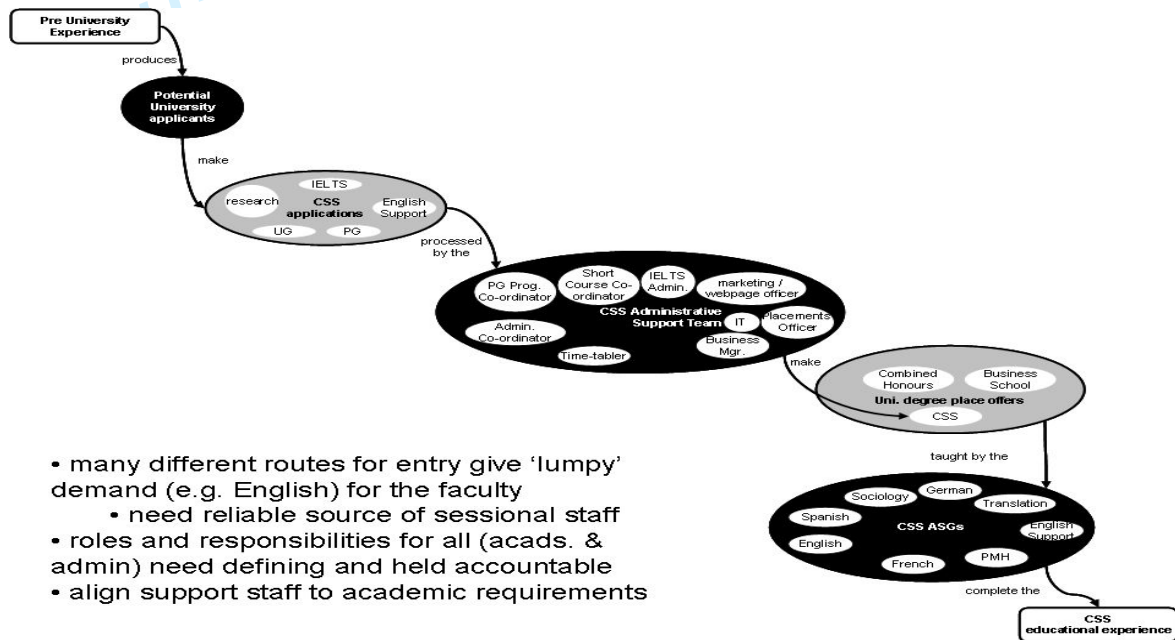 Pre University
Experience
produces
Potential
University
applicants
make
IELTS
research
CSS
applications
English
Support
UG
PG
processed
by the
PG Prog.
Co-ordinator
Short
Course Co-
ordinator
IELTS
Admin.
marketing /
webpage officer
CSS Administrative
Support Team
IT
Placements
Officer
Admin.
Co-ordinator
Business
Mgr.
Time-tabler
make
Combined
Honours
Business
School
Uni. degree place offers
CSS
taught by the
Sociology
German
Translation
Spanish
CSS ASGs
English
Support
English
French
PMH
complete the
CSS
educational experience
• many different routes for entry give ‘lumpy’
demand (e.g. English) for the faculty
• need reliable source of sessional staff
• roles and responsibilities for all (acads. &
admin) need defining and held accountable
• align support staff to academic requirements